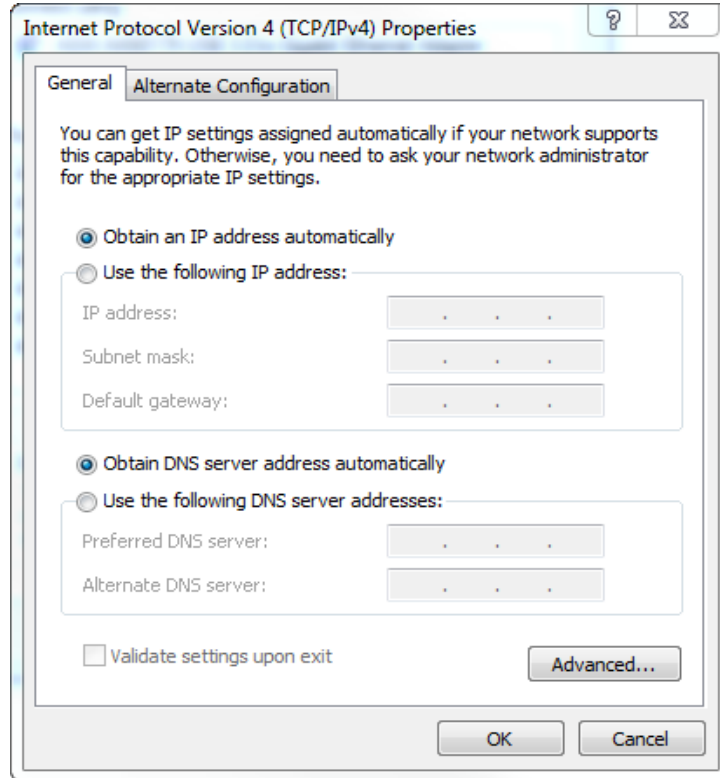 Internet Protocol Version 4 (TCP/IPv4) Properties
General
Alternate Configuration
You can get IP settings assigned automatically if your network supports
this capability. Otherwise, you need to ask your network administrator
for the appropriate IP settings.
Obtain an IP address automatically
Use the following IP address:
IP address:
Subnet mask:
Default gateway:
Obtain DNS server address automatically
Use the following DNS server addresses:
Preferred DNS server:
Alternate DNS server:
Validate settings upon exit
Advanced...
OK
Cancel